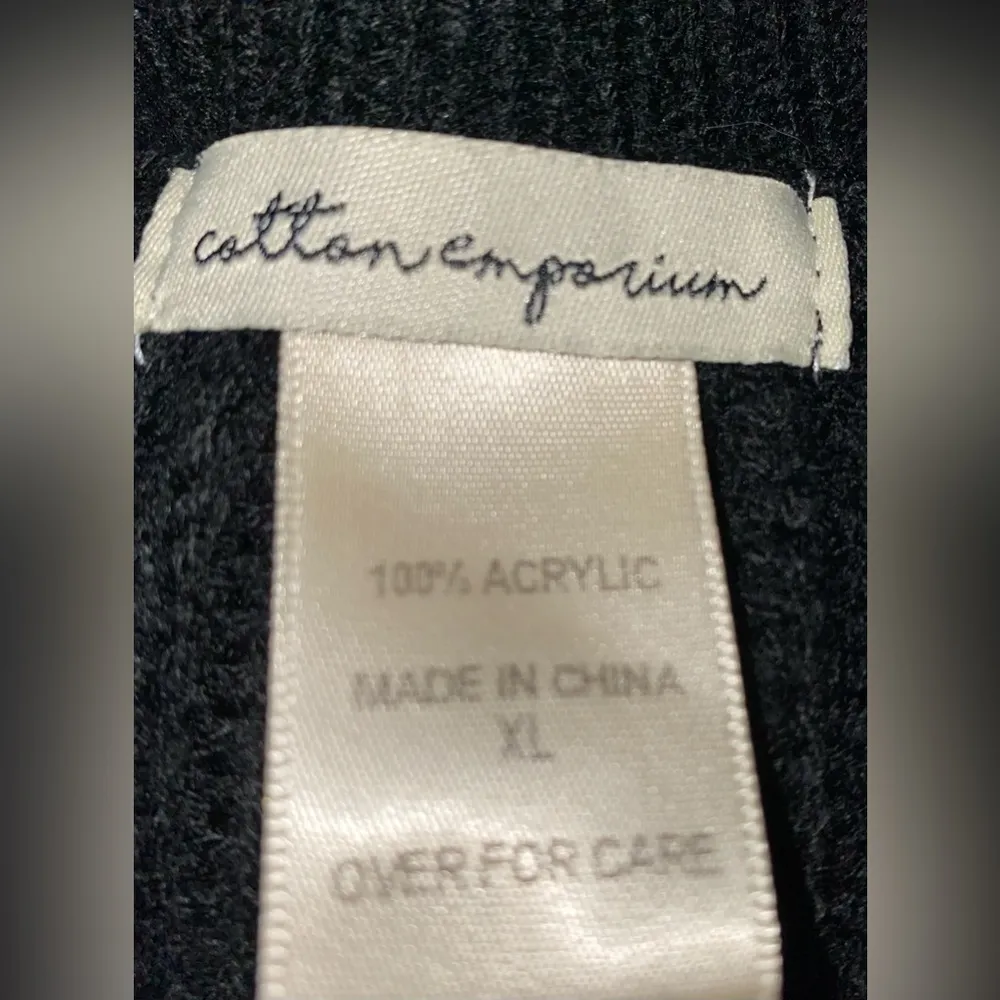 cotton emporium
100% ACRYLIC
MADE IN CHINA
XL
OVER FOR CARE